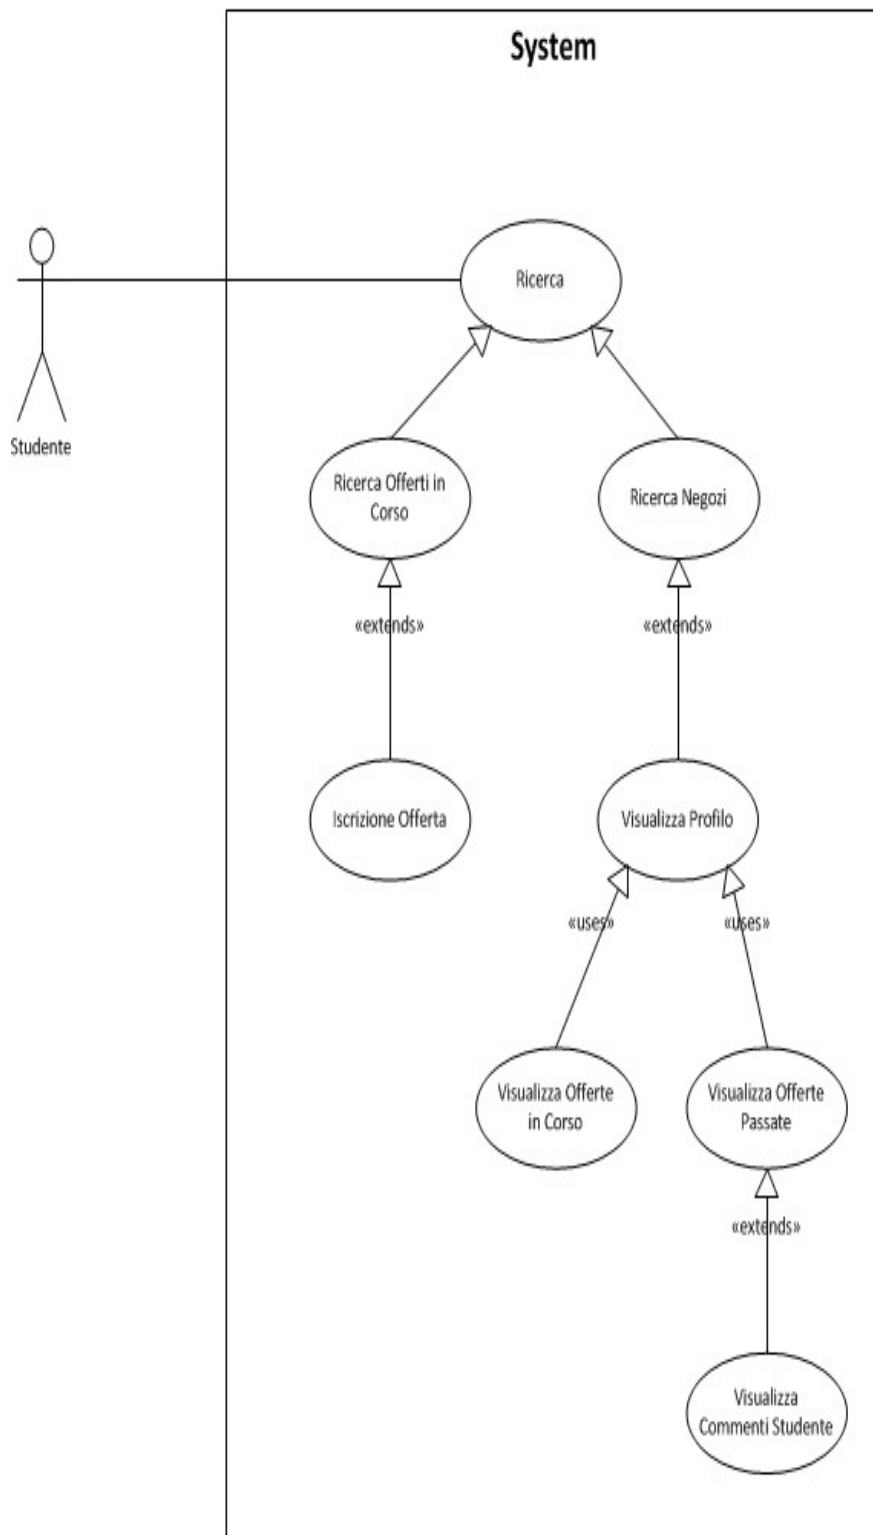 System
Ricerca
Studente
Ricerca Offerti in
Corso
Ricerca Negozi
«extends»
«extends»
Iscrizione Offerta
Visualizza Profilo
«uses»
«uses»
Visualizza Offerte
in Corso
Visualizza Offerte
Passate
«extends»
Visualizza
Commenti Studente